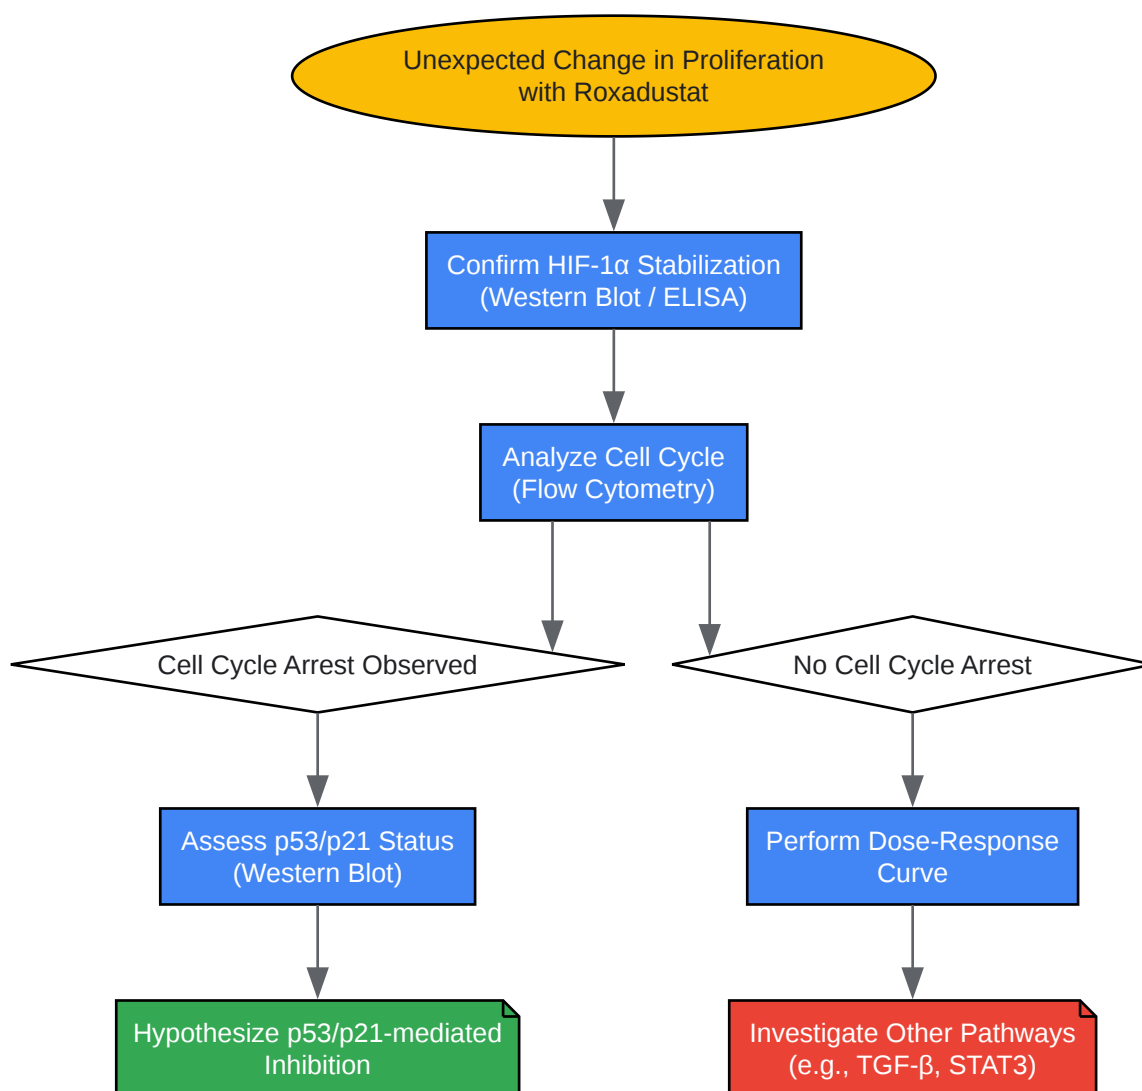 Unexpected Change in Proliferation
with Roxadustat
Confirm HIF-1α Stabilization
(Western Blot / ELISA)
Analyze Cell Cycle
(Flow Cytometry)
Cell Cycle Arrest Observed
No Cell Cycle Arrest
Assess p53/p21 Status
(Western Blot)
Perform Dose-Response
Curve
Hypothesize p53/p21-mediated
Inhibition
Investigate Other Pathways
(e.g., TGF-β, STAT3)